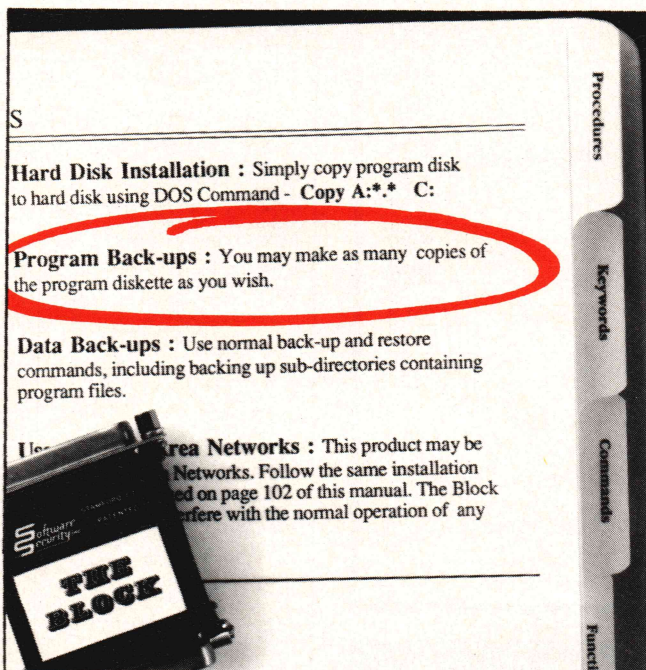 S
Hard Disk Installation : Simply copy program disk
to hard disk using DOS Command - Copy A:*.* C:
Program Back-ups : You may make as many copies of
the program diskette as you wish.
Data Back-ups : Use normal back-up and restore
commands, including backing up sub-directories containing
program files.
rea Networks : This product may be
Networks. Follow the same installation
ed on page 102 of this manual. The Block
erfere with the normal operation of any
Software
Security
THE
BLOCK
Procedures
Keywords
Commands
Funct